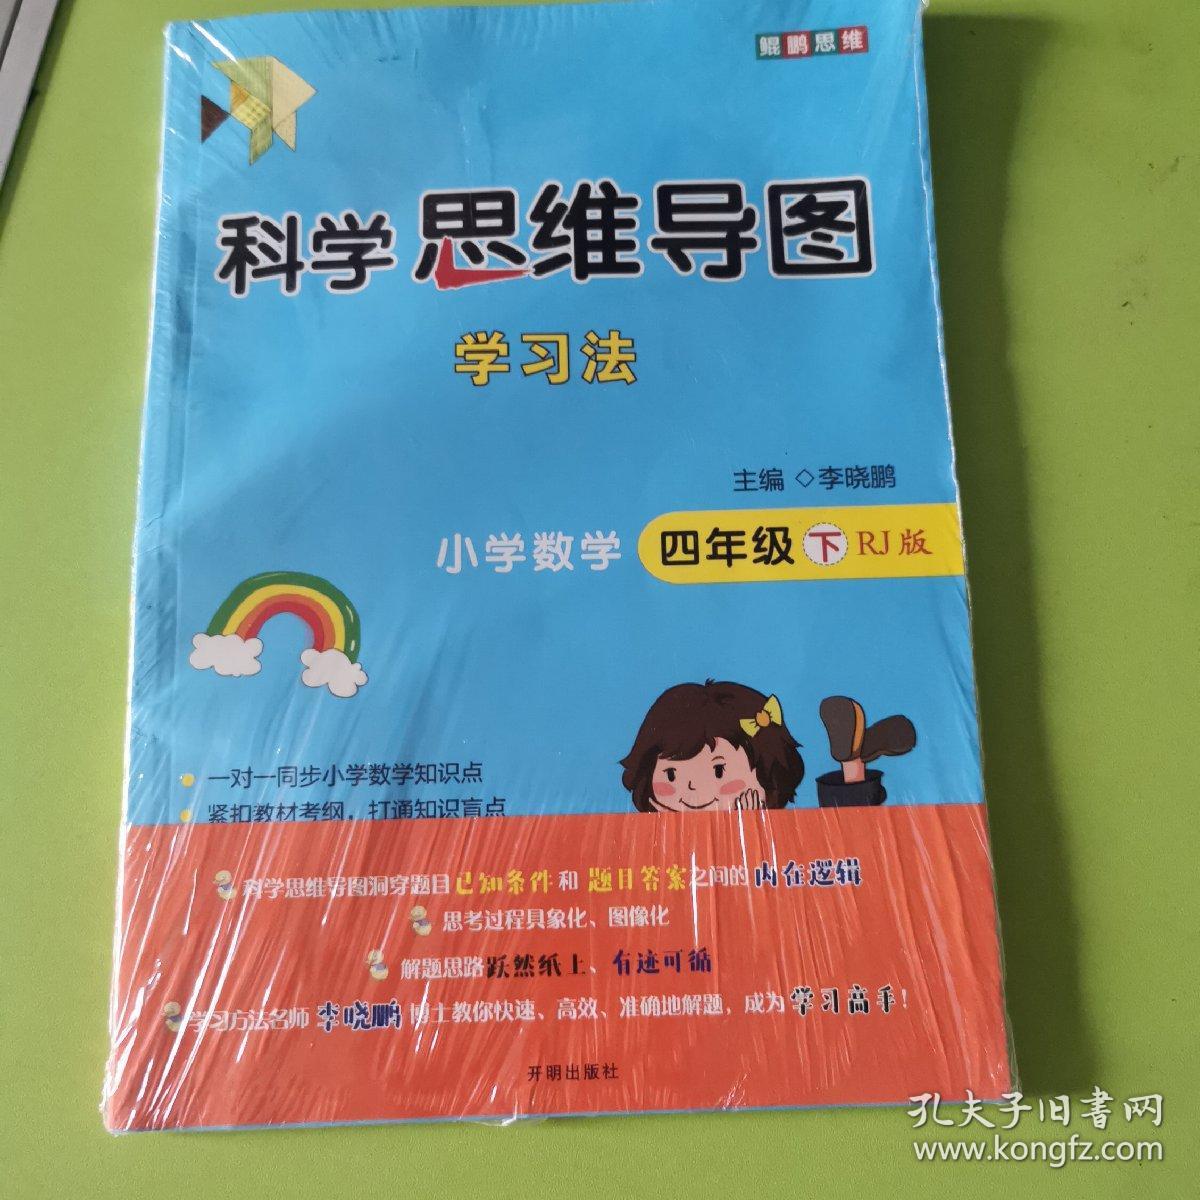 鲲鹏思维
科学思维导图
学习法
主编◇李晓鹏
小学数学 四年级 下 RJ版
一对一同步小学数学知识点
紧扣教材考纲，打通知识盲点
科学思维导图洞穿题目已知条件和题目答案之间的内在逻辑
思考过程具象化、图像化
解题思路跃然纸上、有迹可循
学习方法名师李晓鹏博士教你快速、高效、准确地解题，成为学习高手！
开明出版社
孔夫子旧书网
www.kongfz.com